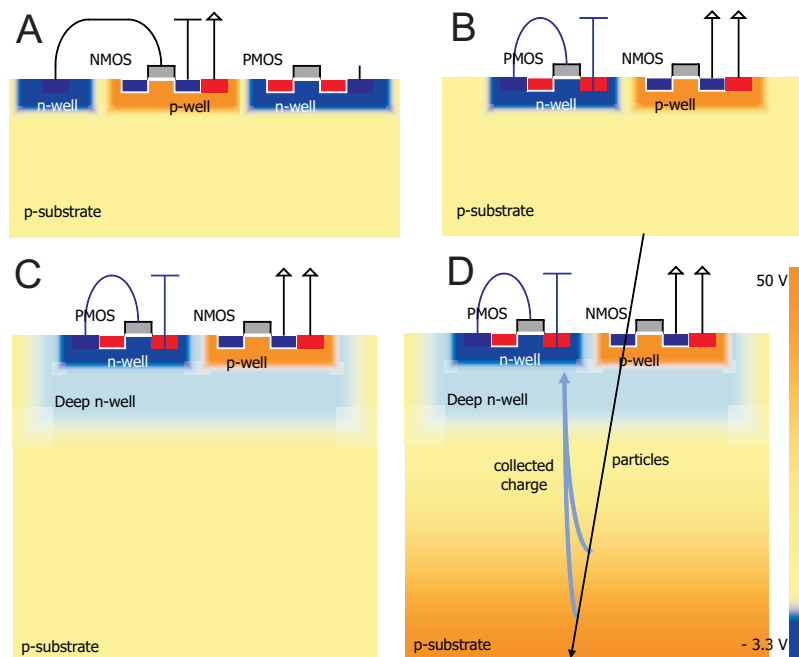 A
NMOS
PMOS
n-well
p-well
n-well
p-substrate
B
PMOS
NMOS
n-well
p-well
p-substrate
C
PMOS
NMOS
n-well
p-well
Deep n-well
p-substrate
D
50 V
PMOS
NMOS
n-well
p-well
Deep n-well
particles
collected
charge
p-substrate
- 3.3 V